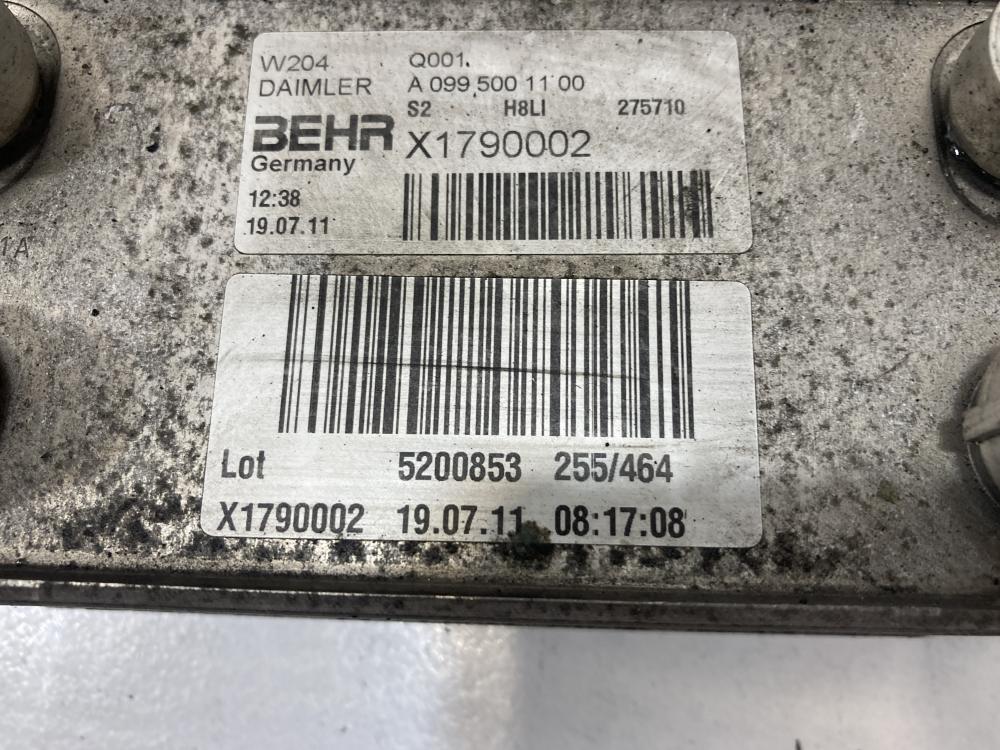 W204 Q001.
DAIMLER A 099 500 11 00
S2 H8LI 275710
BEHR X1790002
Germany
12:38
19.07.11
1A
Lot 5200853 255/464
X1790002 19.07.11 08:17:08